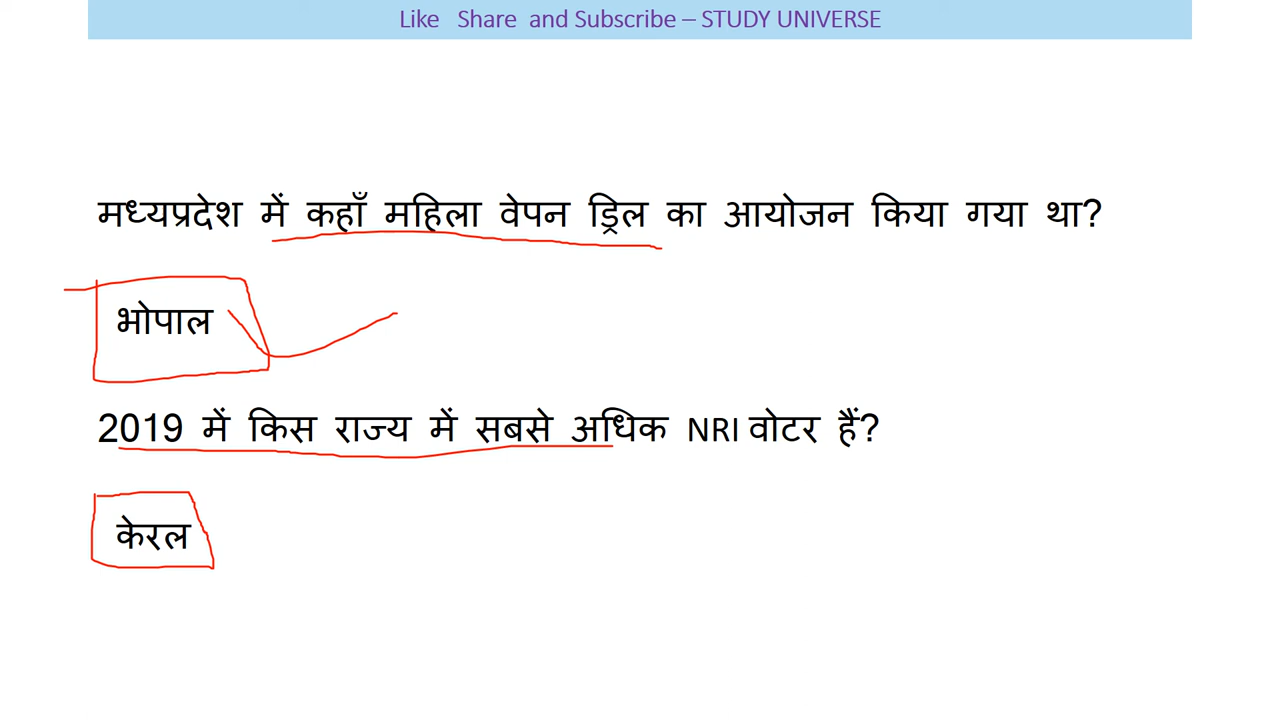 Like Share and Subscribe – STUDY UNIVERSE
मध्यप्रदेश में कहाँ महिला वेपन ड्रिल का आयोजन किया गया था?
भोपाल
2019 में किस राज्य में सबसे अधिक NRI वोटर हैं?
केरल